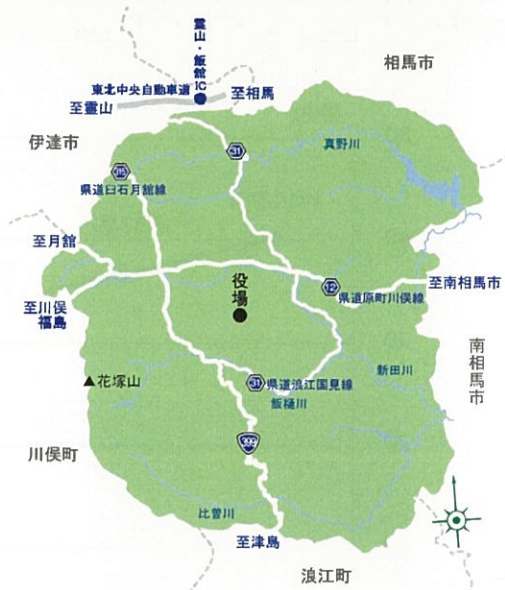 霊山・飯舘IC
相馬市
東北中央自動車道
至相馬
至霊山
伊達市
31
真野川
315
県道臼石月舘線
至月舘
役場
12
至南相馬市
県道原町川俣線
至川俣
福島
南相馬市
新田川
▲花塚山
31
県道浪江国見線
飯樋川
399
川俣町
比曽川
至津島
浪江町